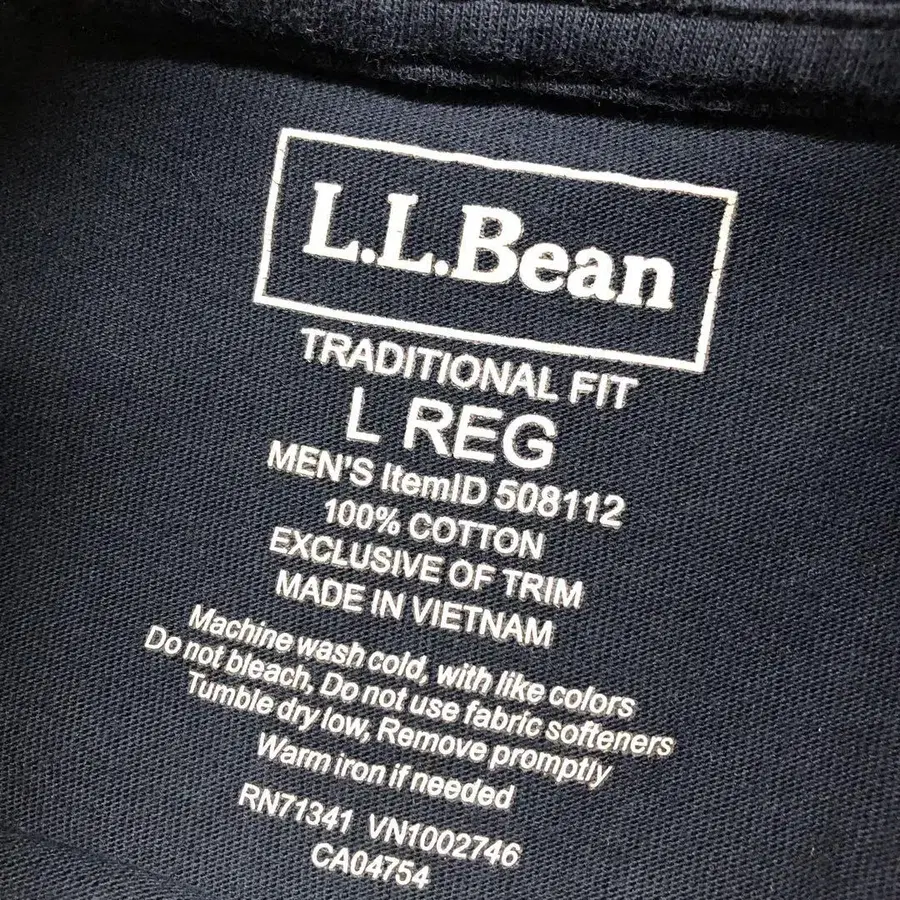 L.L.Bean
TRADITIONAL FIT
L REG
MEN'S ItemID 508112
100% COTTON
EXCLUSIVE OF TRIM
MADE IN VIETNAM
Machine wash cold, with like colors
Do not bleach, Do not use fabric softeners
Tumble dry low, Remove promptly
Warm iron if needed
RN71341 VN1002746
CA04754